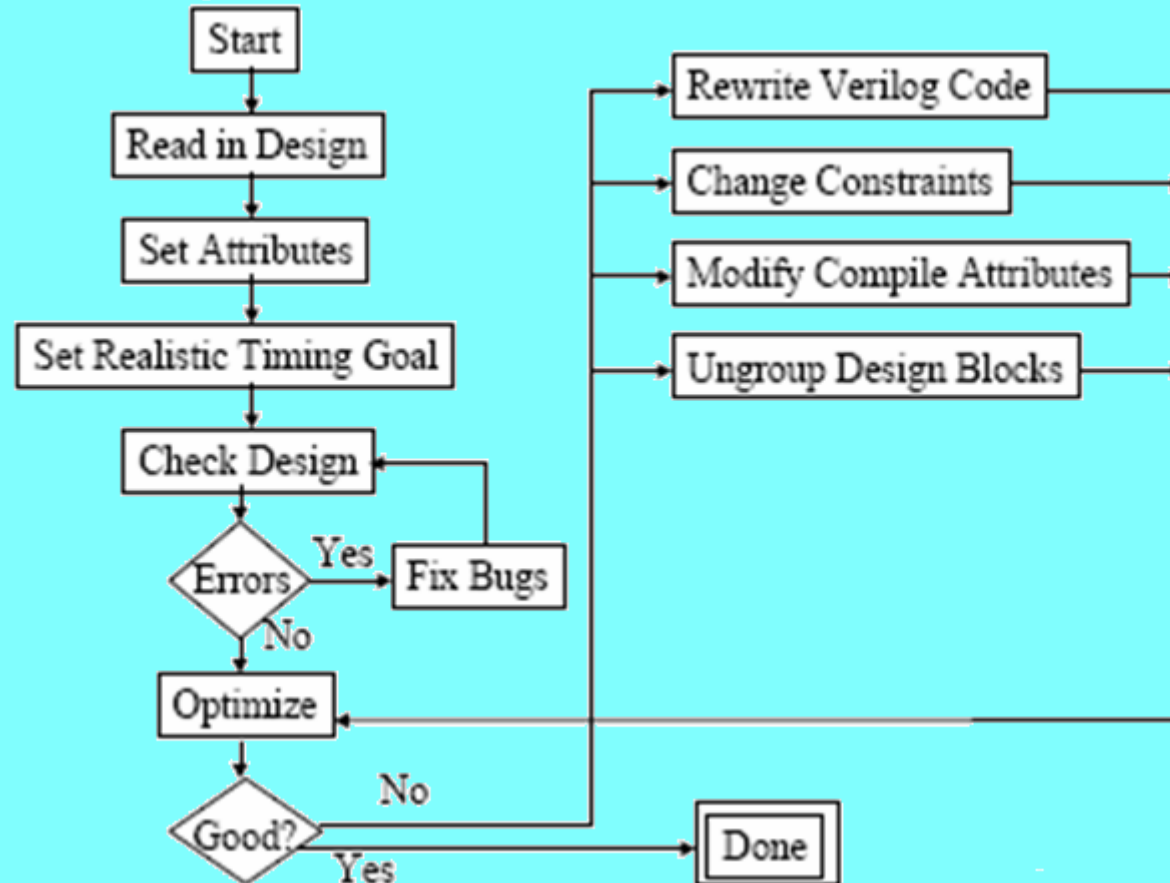 Start
Read in Design
Set Attributes
Set Realistic Timing Goal
Check Design
Errors
Yes
Fix Bugs
No
Optimize
Good?
No
Yes
Rewrite Verilog Code
Change Constraints
Modify Compile Attributes
Ungroup Design Blocks
Done